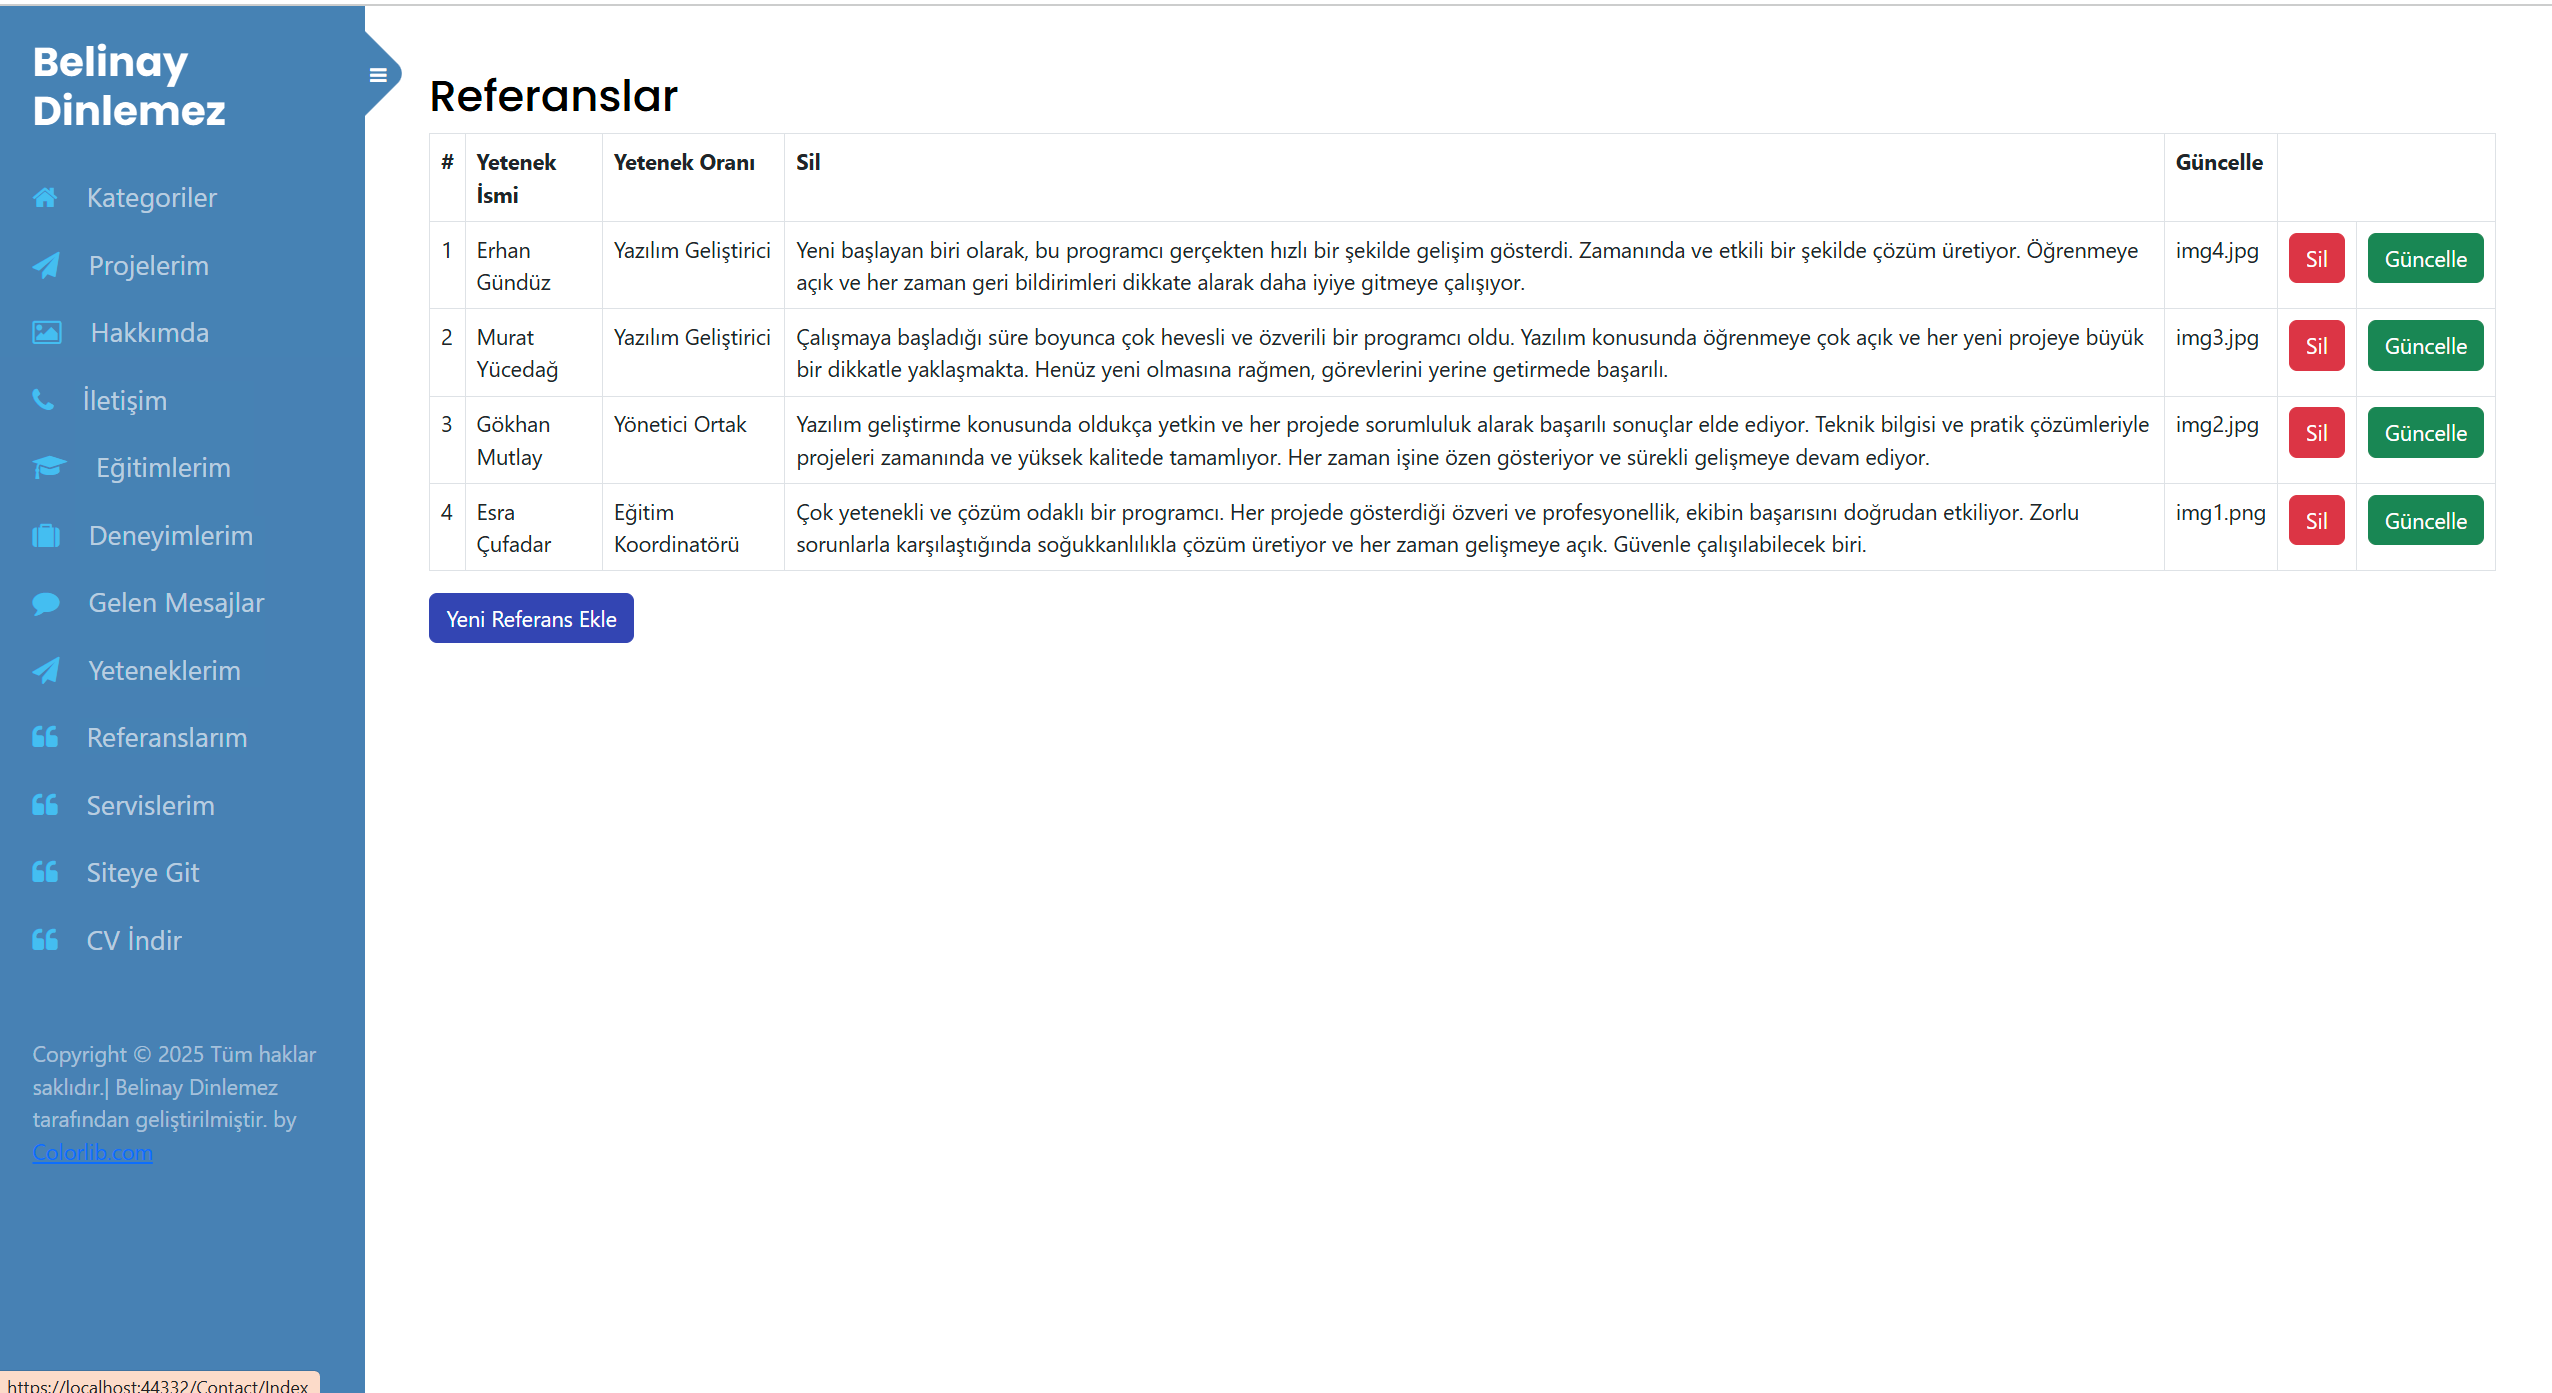 Belinay
Dinlemez
Kategoriler
Projelerim
Hakkımda
İletişim
Eğitimlerim
Deneyimlerim
Gelen Mesajlar
Yeteneklerim
Referanslarım
Servislerim
Siteye Git
CV İndir
Copyright © 2025 Tüm haklar
saklıdır.| Belinay Dinlemez
tarafından geliştirilmiştir. by
Colorlib.com
https://localhost:44332/Contact/Index
Referanslar
# Yetenek İsmi Yetenek Oranı Sil Güncelle
1 Erhan Gündüz Yazılım Geliştirici Yeni başlayan biri olarak, bu programcı gerçekten hızlı bir şekilde gelişim gösterdi. Zamanında ve etkili bir şekilde çözüm üretiyor. Öğrenmeye
açık ve her zaman geri bildirimleri dikkate alarak daha iyiye gitmeye çalışıyor. img4.jpg Sil Güncelle
2 Murat Yücedağ Yazılım Geliştirici Çalışmaya başladığı süre boyunca çok hevesli ve özverili bir programcı oldu. Yazılım konusunda öğrenmeye çok açık ve her yeni projeye büyük
bir dikkatle yaklaşmakta. Henüz yeni olmasına rağmen, görevlerini yerine getirmede başarılı. img3.jpg Sil Güncelle
3 Gökhan Mutlay Yönetici Ortak Yazılım geliştirme konusunda oldukça yetkin ve her projede sorumluluk alarak başarılı sonuçlar elde ediyor. Teknik bilgisi ve pratik çözümleriyle
projeleri zamanında ve yüksek kalitede tamamlıyor. Her zaman işine özen gösteriyor ve sürekli gelişmeye devam ediyor. img2.jpg Sil Güncelle
4 Esra Çufadar Eğitim Koordinatörü Çok yetenekli ve çözüm odaklı bir programcı. Her projede gösterdiği özveri ve profesyonellik, ekibin başarısını doğrudan etkiliyor. Zorlu
sorunlarla karşılaştığında soğukkanlılıkla çözüm üretiyor ve her zaman gelişmeye açık. Güvenle çalışılabilecek biri. img1.png Sil Güncelle
Yeni Referans Ekle